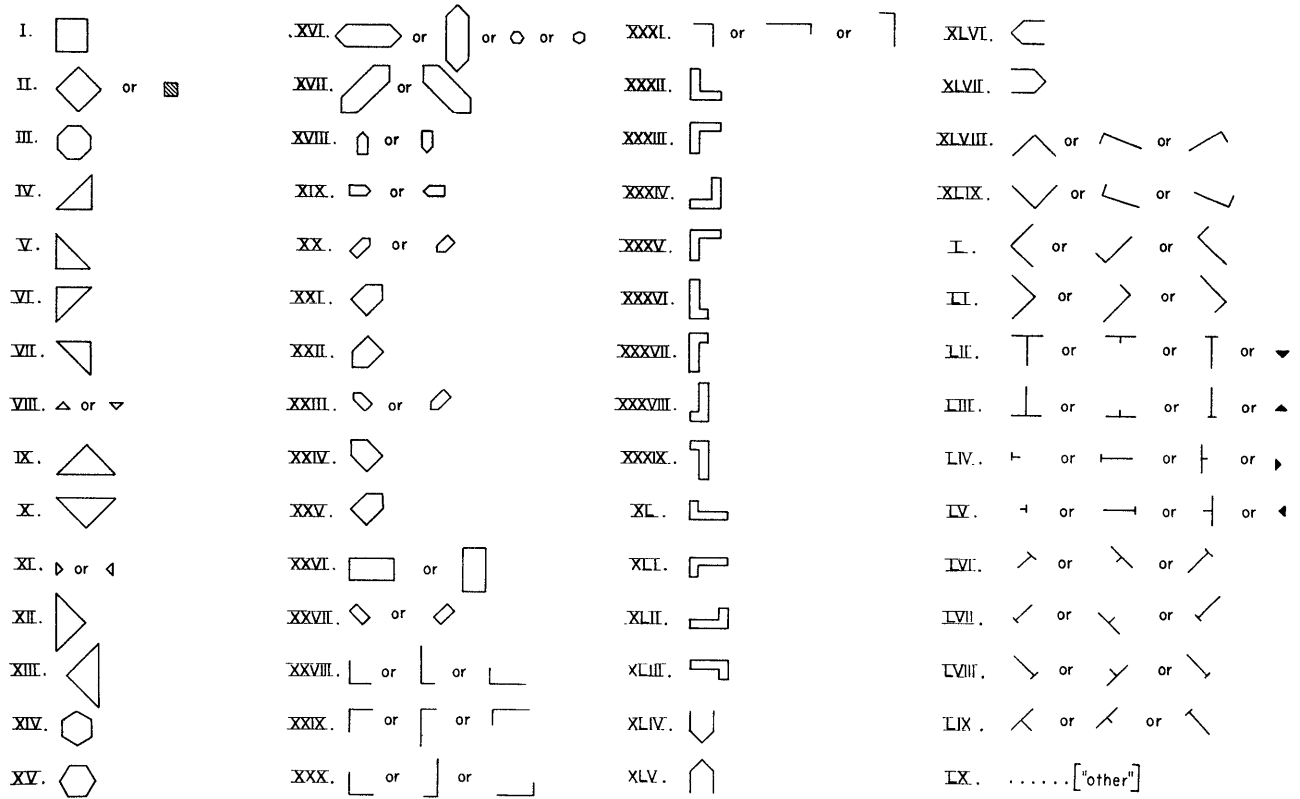 I.
II. or
III.
IV.
V.
VI.
VII.
VIII. or
IX.
X.
XI. or
XII.
XIII.
XIV.
XV.
XVI. or or or
XVII. or
XVIII. or
XIX. or
XX. or
XXI.
XXII.
XXIII. or
XXIV.
XXV.
XXVI. or
XXVII. or
XXVIII. or or
XXIX. or or
XXX. or or
XXXI. or or
XXXII.
XXXIII.
XXXIV.
XXXV.
XXXVI.
XXXVII.
XXXVIII.
XXXIX.
XL.
XLI.
XLII.
XLIII.
XLIV.
XLV.
XLVI.
XLVII.
XLVIII. or or
XLIX. or or
L. or or
LI. or or
LII. or or or
LIII. or or or
LIV. or or or
LV. or or or
LVI. or or
LVII. or or
LVIII. or or
LIX. or or
LX. ......["other"]